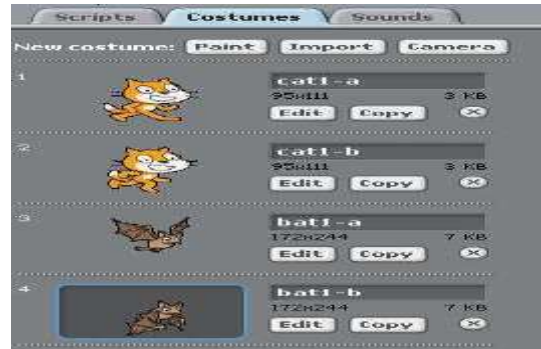 Scripts Costumes Sounds
New costume: Paint Import Camera
1 cat1-a
95x111 3 KB
Edit Copy
2 cat1-b
95x111 3 KB
Edit Copy
3 bat1-a
172x244 7 KB
Edit Copy
4 bat1-b
172x244 7 KB
Edit Copy